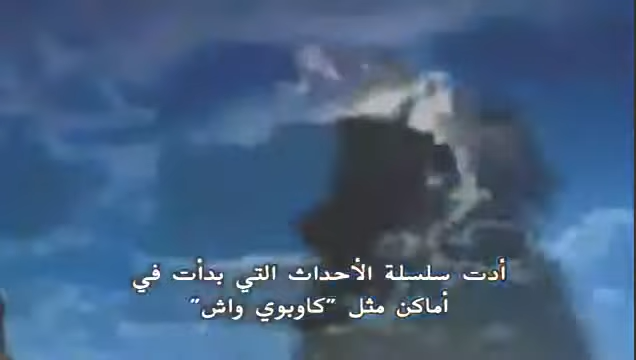 أدت سلسلة الأحداث التي بدأت في
أماكن مثل "كاوبوي واش"